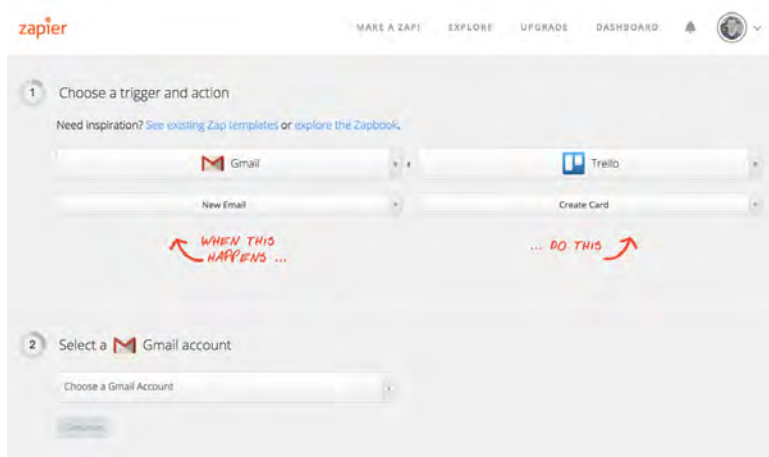 zapier
MAKE A ZAP! EXPLORE UPGRADE DASHBOARD
1 Choose a trigger and action
Need inspiration? See existing Zap templates or explore the Zapbook.
Gmail Trello
New Email Create Card
WHEN THIS HAPPENS ...
... DO THIS
2 Select a Gmail account
Choose a Gmail Account
Continue